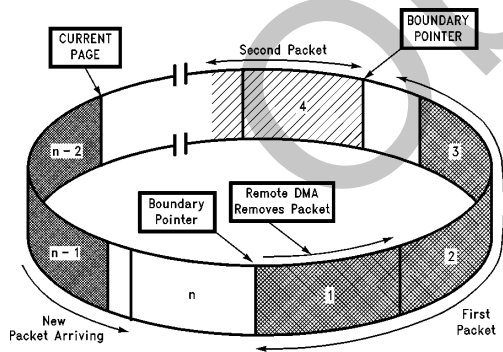 Second Packet
BOUNDARY
POINTER
CURRENT
PAGE
4
n-2
3
Boundary
Pointer
Remote DMA
Removes Packet
n-1
n
1
2
New
Packet Arriving
First
Packet